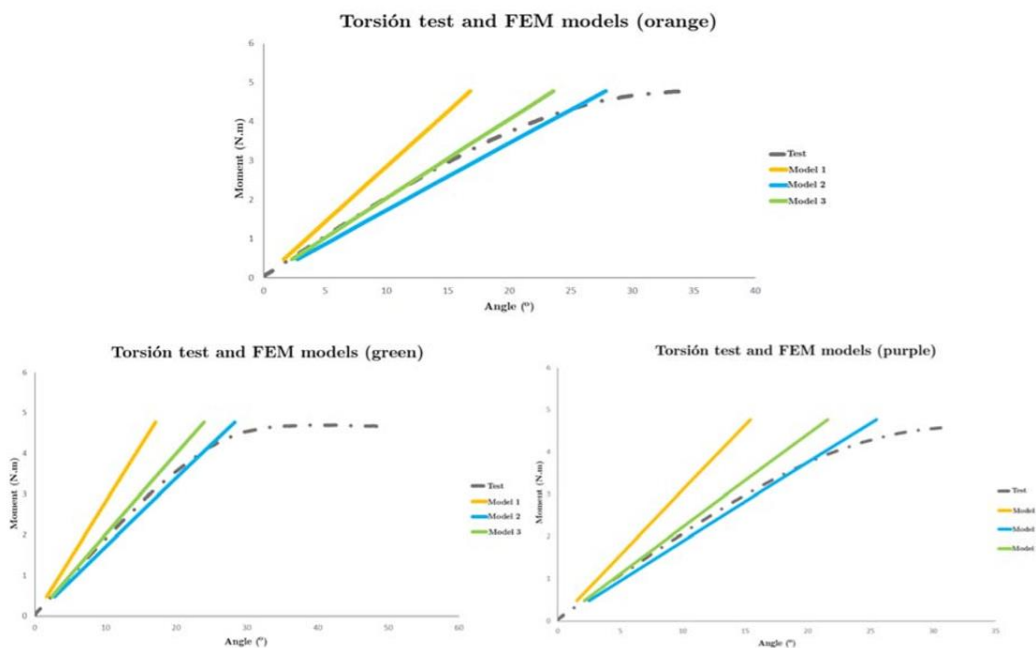 Torsión test and FEM models (orange)
6
5
4
3
2
1
0
Moment (N.m)
0 5 10 15 20 25 30 35 40
Angle (º)
Test
Model 1
Model 2
Model 3
Torsión test and FEM models (green)
6
5
4
3
2
1
0
Moment (N.m)
0 10 20 30 40 50 60
Angle (º)
Test
Model 1
Model 2
Model 3
Torsión test and FEM models (purple)
6
5
4
3
2
1
0
Moment (N.m)
0 5 10 15 20 25 30 35
Angle (º)
Test
Model
Model
Model